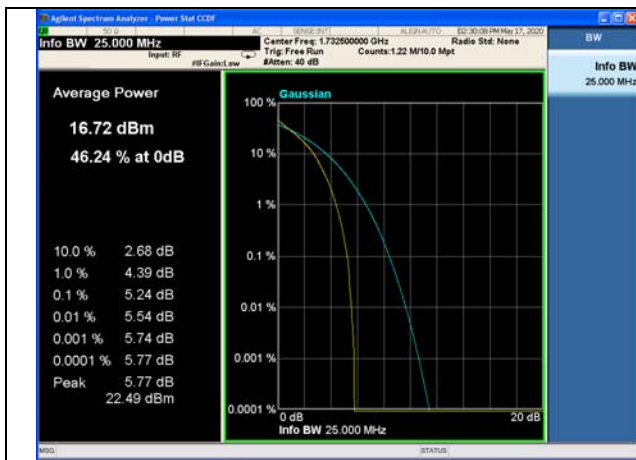 Agilent Spectrum Analyzer - Power Stat CCDF
50 Ω AC SENSE:INT ALIGN AUTO 02:30:08 PM May 17, 2020
Info BW 25.000 MHz
Center Freq: 1.732500000 GHz
Radio Std: None
Input: RF
Trig: Free Run
Counts:1.22 M/10.0 Mpt
#IFGain:Low
#Atten: 40 dB
BW
Info BW
25.000 MHz
Average Power
16.72 dBm
46.24 % at 0dB
10.0 % 2.68 dB
1.0 % 4.39 dB
0.1 % 5.24 dB
0.01 % 5.54 dB
0.001 % 5.74 dB
0.0001 % 5.77 dB
Peak 5.77 dB
22.49 dBm
Gaussian
100 %
10 %
1 %
0.1 %
0.01 %
0.001 %
0.0001 %
0 dB
20 dB
Info BW 25.000 MHz
MSG
STATUS